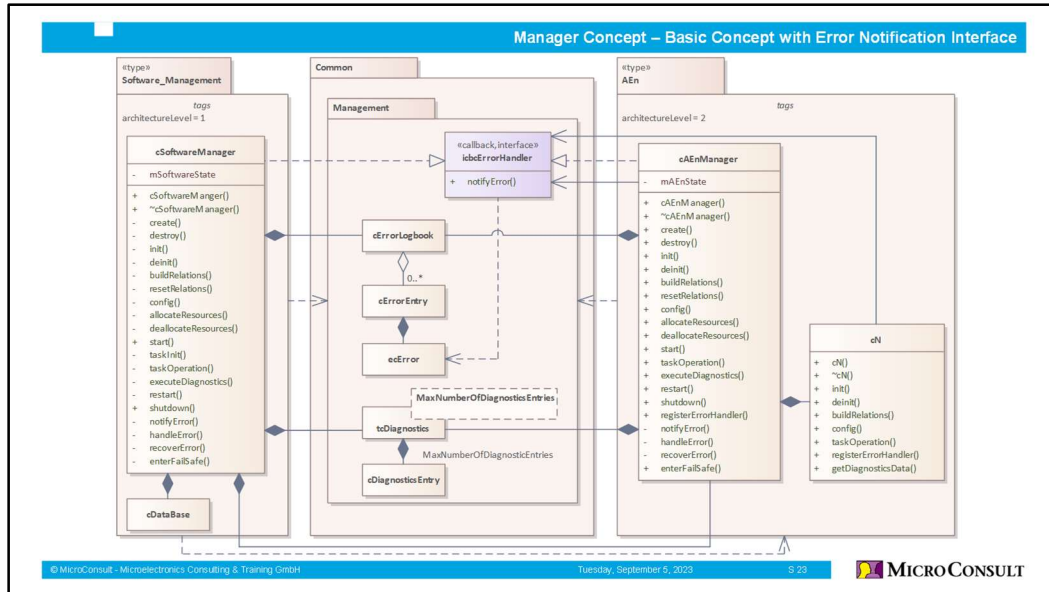 Manager Concept – Basic Concept with Error Notification Interface
«type»
Software_Management
tags
architectureLevel = 1
cSoftwareManager
- mSoftwareState
+ cSoftwareManger()
+ ~cSoftwareManager()
- create()
- destroy()
- init()
- deinit()
- buildRelations()
- resetRelations()
- config()
- allocateResources()
- deallocateResources()
+ start()
- taskInit()
- taskOperation()
- executeDiagnostics()
- restart()
+ shutdown()
- notifyError()
- handleError()
- recoverError()
- enterFailSafe()
cDataBase
Common
Management
«callback,interface»
icbcErrorHandler
+ notifyError()
cErrorLogbook
0..*
cErrorEntry
ecError
MaxNumberOfDiagnosticsEntries
tcDiagnostics
MaxNumberOfDiagnosticEntries
cDiagnosticsEntry
«type»
AEn
tags
architectureLevel = 2
cAEnManager
- mAEnState
+ cAEnManager()
+ ~cAEnManager()
+ create()
+ destroy()
+ init()
+ deinit()
+ buildRelations()
+ resetRelations()
+ config()
+ allocateResources()
+ deallocateResources()
+ start()
+ taskOperation()
+ executeDiagnostics()
+ restart()
+ shutdown()
+ registerErrorHandler()
- notifyError()
- handleError()
- recoverError()
+ enterFailSafe()
cN
+ cN()
+ ~cN()
+ init()
+ deinit()
+ buildRelations()
+ config()
+ taskOperation()
+ registerErrorHandler()
+ getDiagnosticsData()
© MicroConsult - Microelectronics Consulting & Training GmbH
Tuesday, September 5, 2023
S 23
MICROCONSULT